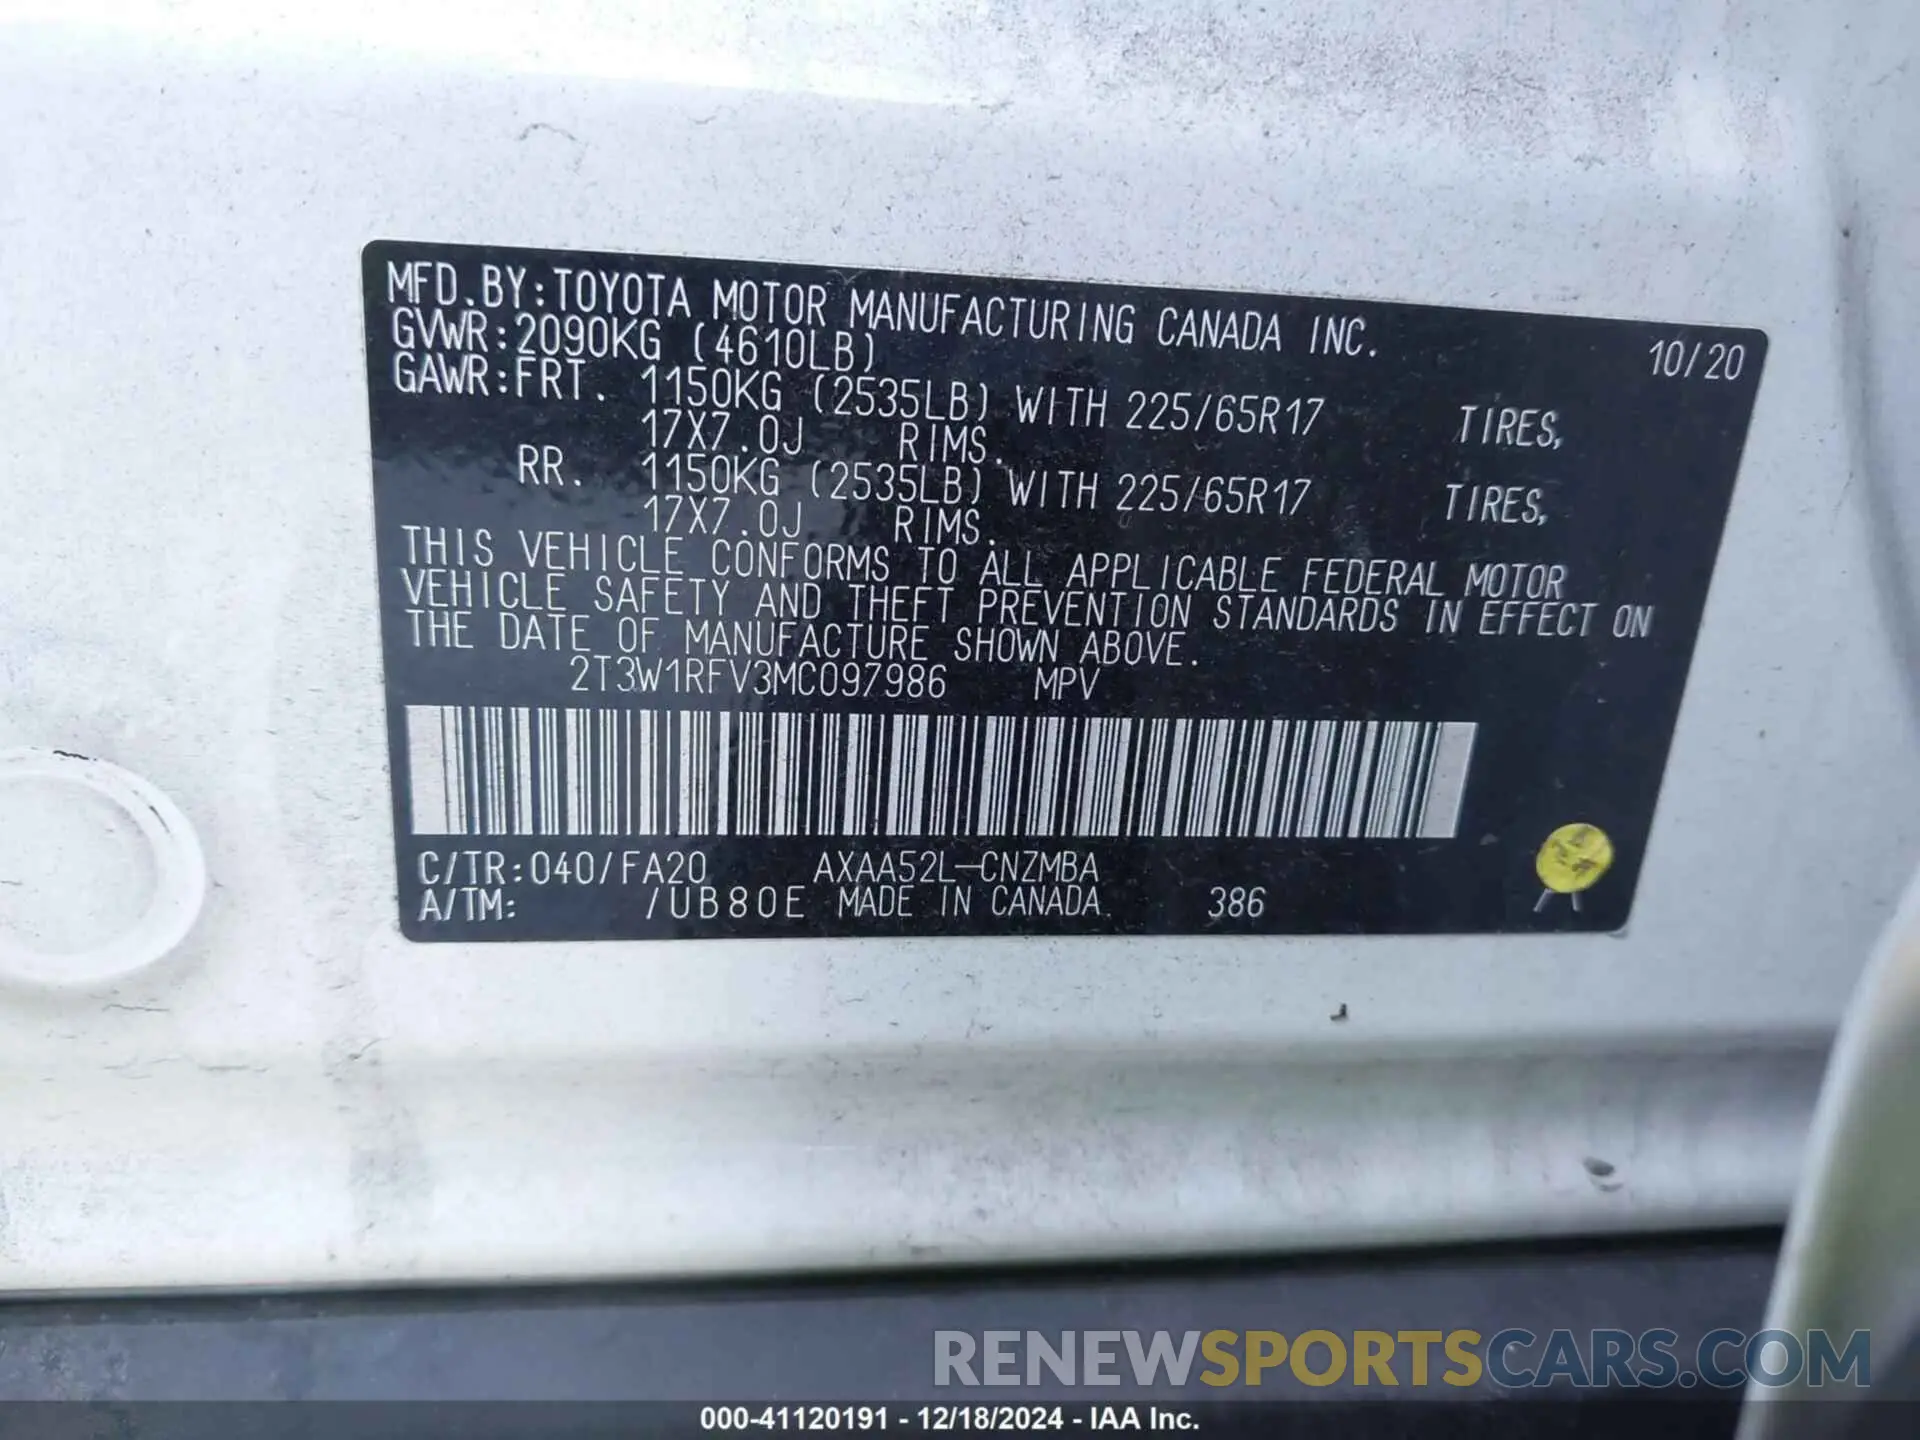 MFD.BY:TOYOTA MOTOR MANUFACTURING CANADA INC. 10/20
GVWR:2090KG (4610LB)
GAWR:FRT. 1150KG (2535LB) WITH 225/65R17 TIRES,
17X7.0J RIMS.
RR. 1150KG (2535LB) WITH 225/65R17 TIRES,
17X7.0J RIMS.
THIS VEHICLE CONFORMS TO ALL APPLICABLE FEDERAL MOTOR
VEHICLE SAFETY AND THEFT PREVENTION STANDARDS IN EFFECT ON
THE DATE OF MANUFACTURE SHOWN ABOVE.
2T3W1RFV3MC097986 MPV
C/TR:040/FA20 AXAA52L-CNZMBA
A/TM: /UB80E MADE IN CANADA. 386
RENEWSPORTSCARS.COM
000-41120191 - 12/18/2024 - IAA Inc.